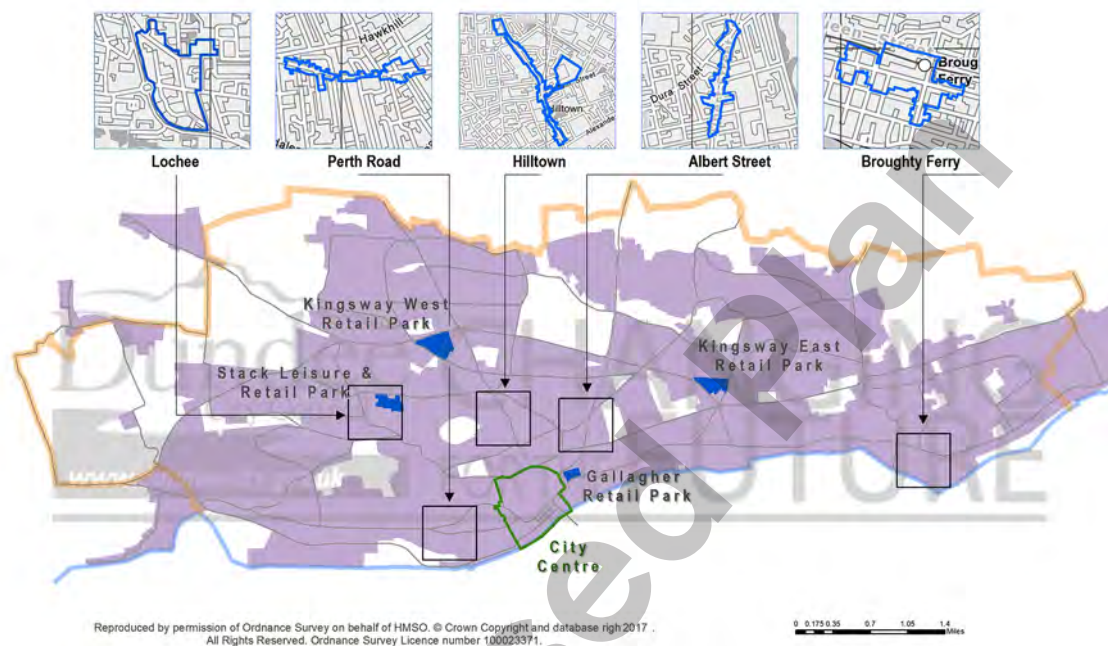 Hawkhill
Street
Hilltown
Alexande
Dura Street
Broug
Ferry
Lochee
Perth Road
Hilltown
Albert Street
Broughty Ferry
Kingsway West
Retail Park
Kingsway East
Retail Park
Stack Leisure &
Retail Park
Gallagher
Retail Park
City
Centre
FUTURE
Reproduced by permission of Ordnance Survey on behalf of HMSO. © Crown Copyright and database righ 2017 .
All Rights Reserved. Ordnance Survey Licence number 100023371.
0 0.175 0.35 0.7 1.05 1.4
Miles